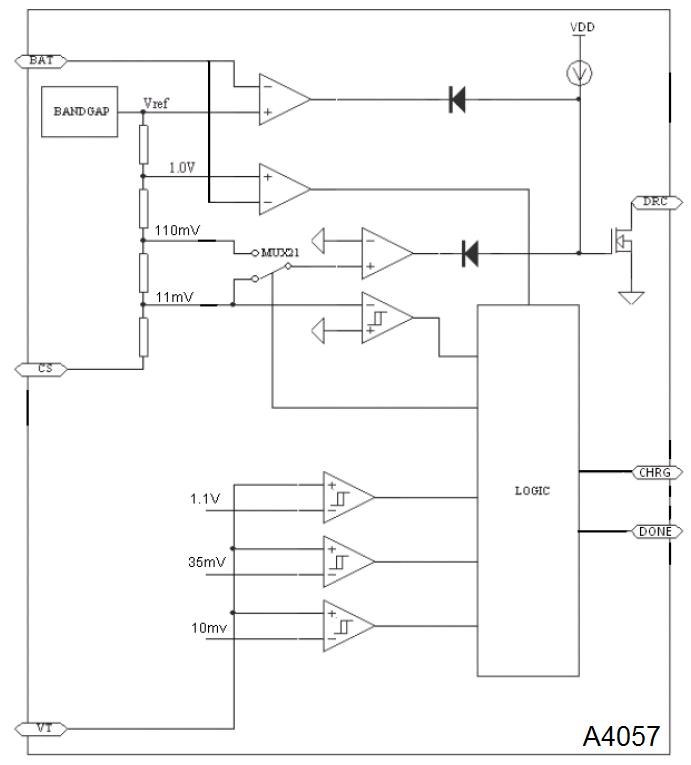 VDD
BAT
BANDGAP
Vref
1.0V
DRC
110mV
MUX21
11mV
CS
CHRG
LOGIC
1.1V
DONE
35mV
10mv
VT
A4057